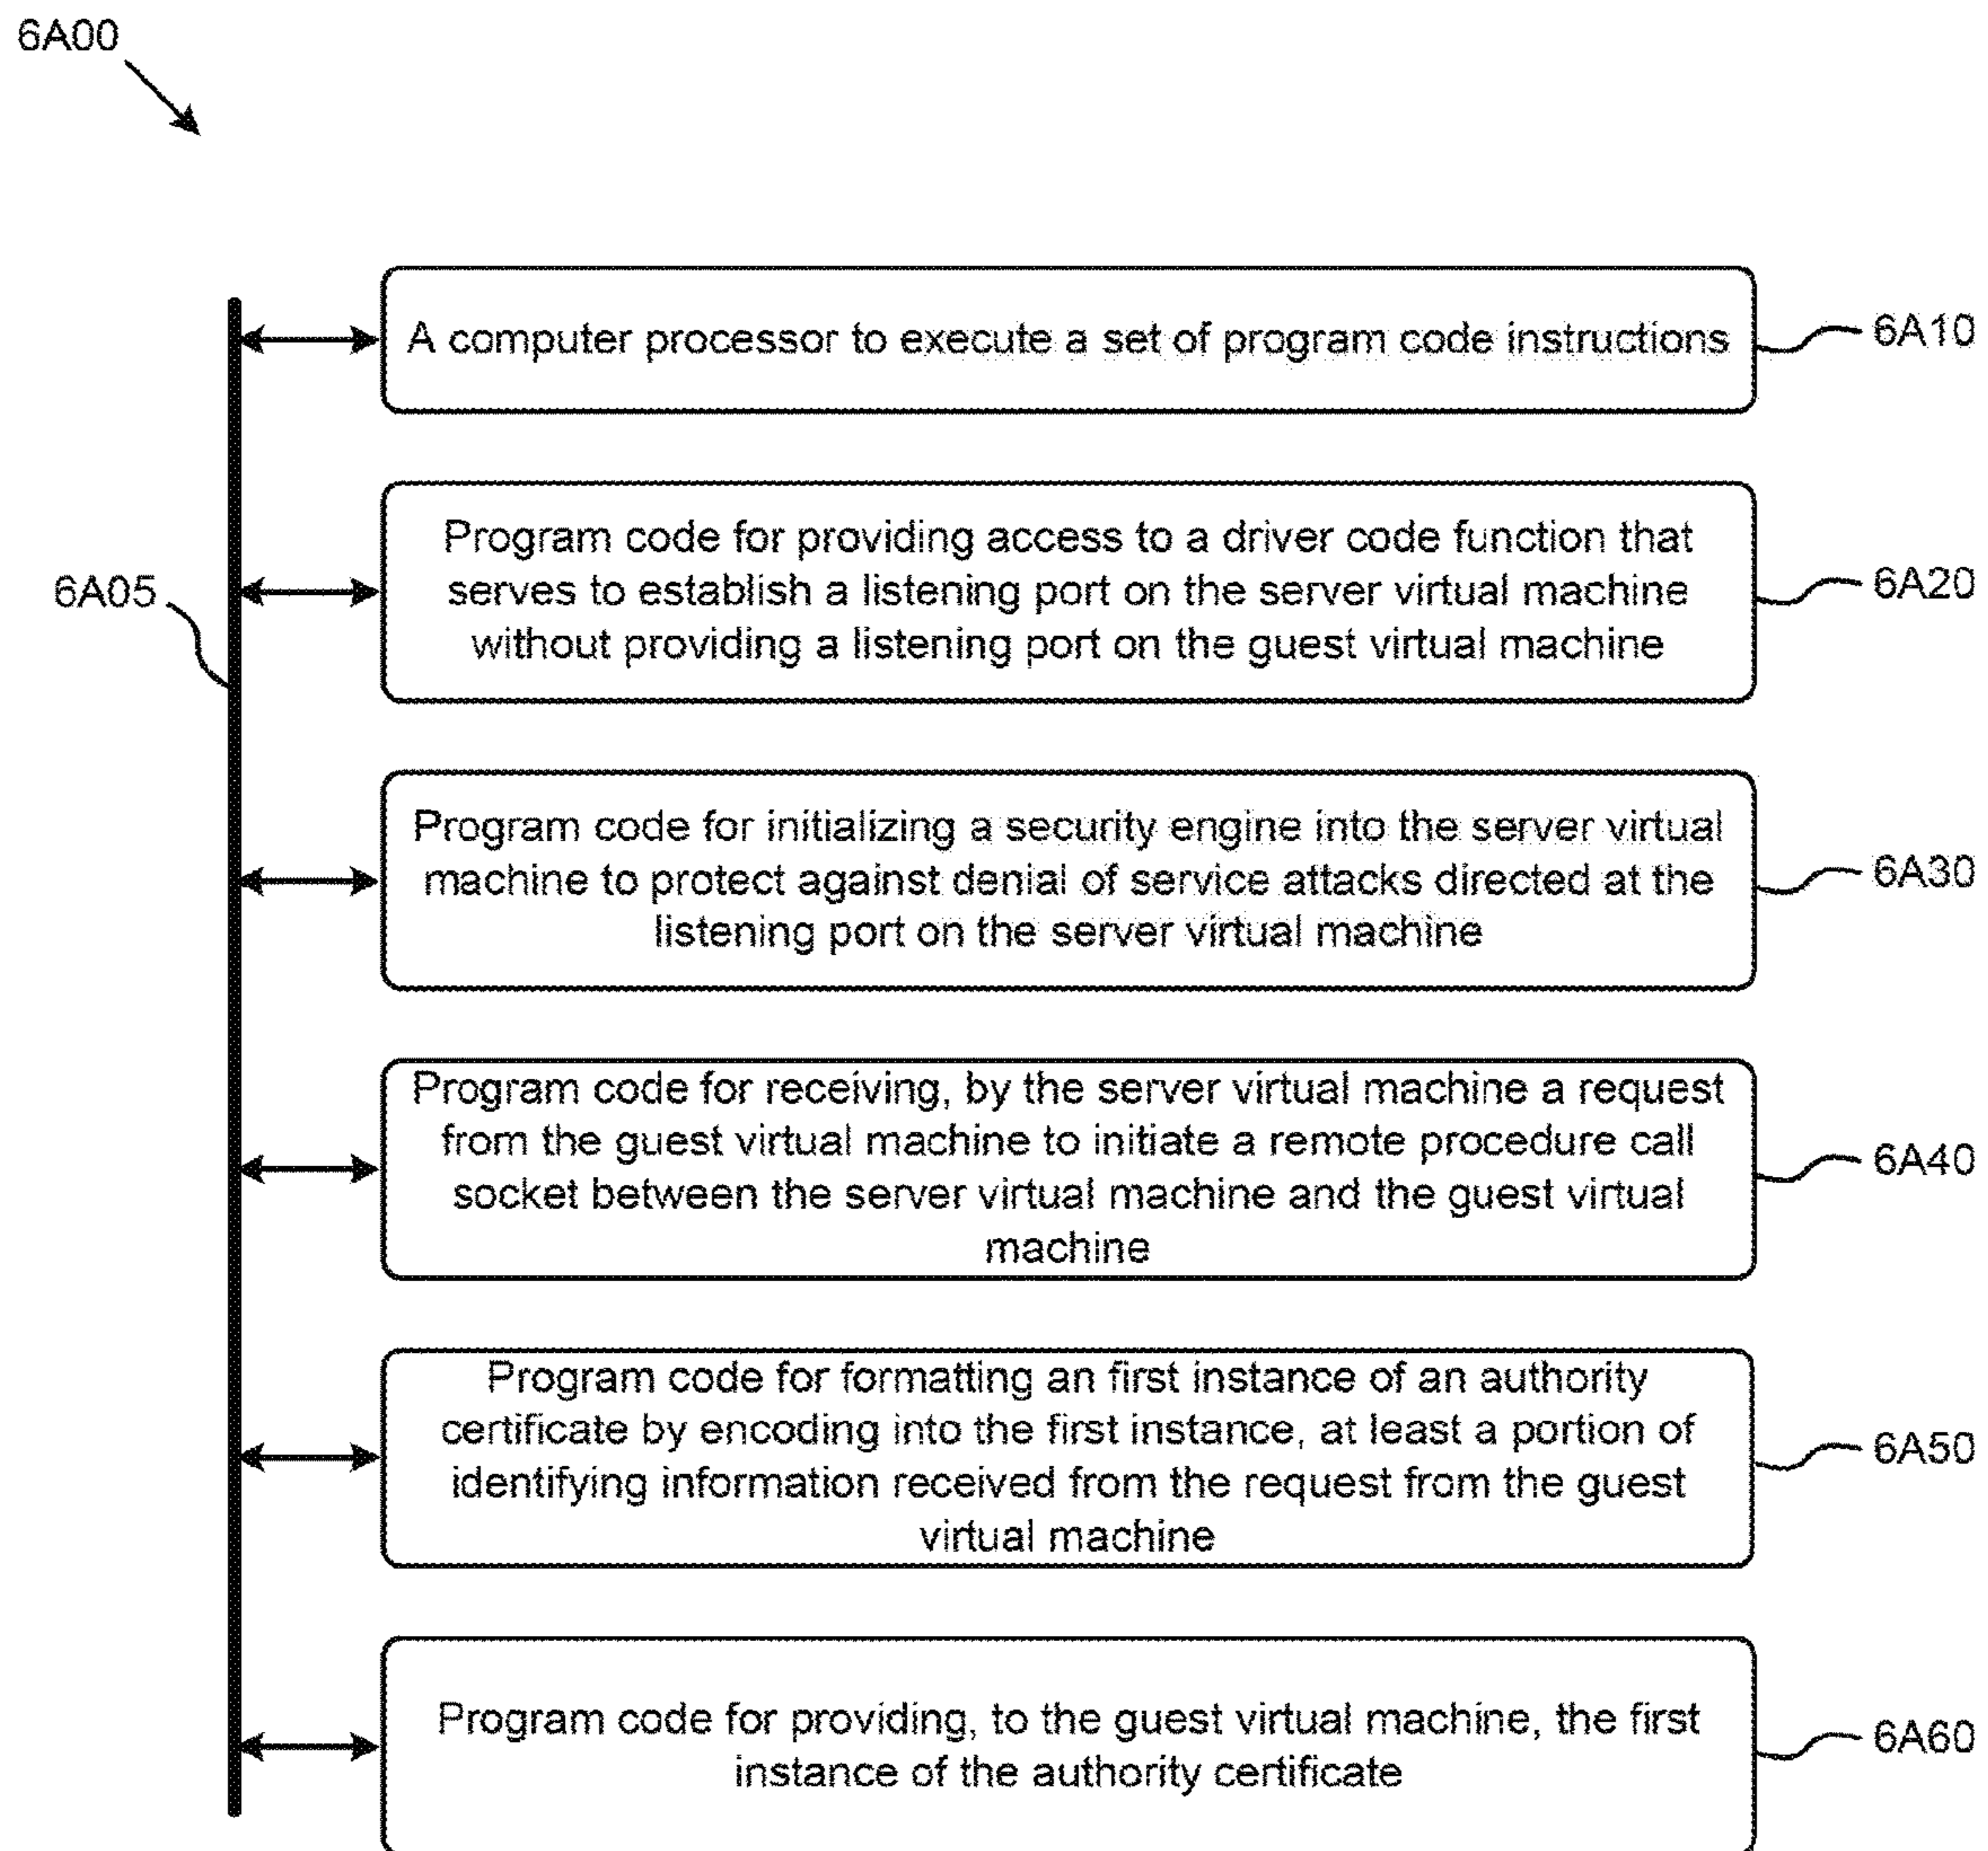 6A00
A computer processor to execute a set of program code instructions
6A10
Program code for providing access to a driver code function that
serves to establish a listening port on the server virtual machine
without providing a listening port on the guest virtual machine
6A05
6A20
Program code for initializing a security engine into the server virtual
machine to protect against denial of service attacks directed at the
listening port on the server virtual machine
6A30
Program code for receiving, by the server virtual machine a request
from the guest virtual machine to initiate a remote procedure call
socket between the server virtual machine and the guest virtual
machine
6A40
Program code for formatting an first instance of an authority
certificate by encoding into the first instance, at least a portion of
identifying information received from the request from the guest
virtual machine
6A50
Program code for providing, to the guest virtual machine, the first
instance of the authority certificate
6A60